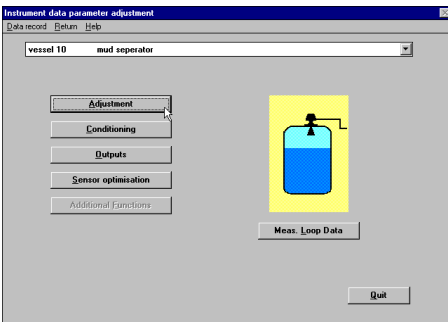 Instrument data parameter adjustment
Data record Return Help
vessel 10 mud seperator
Adjustment
Conditioning
Outputs
Sensor optimisation
Additional Functions
Meas. Loop Data
Quit